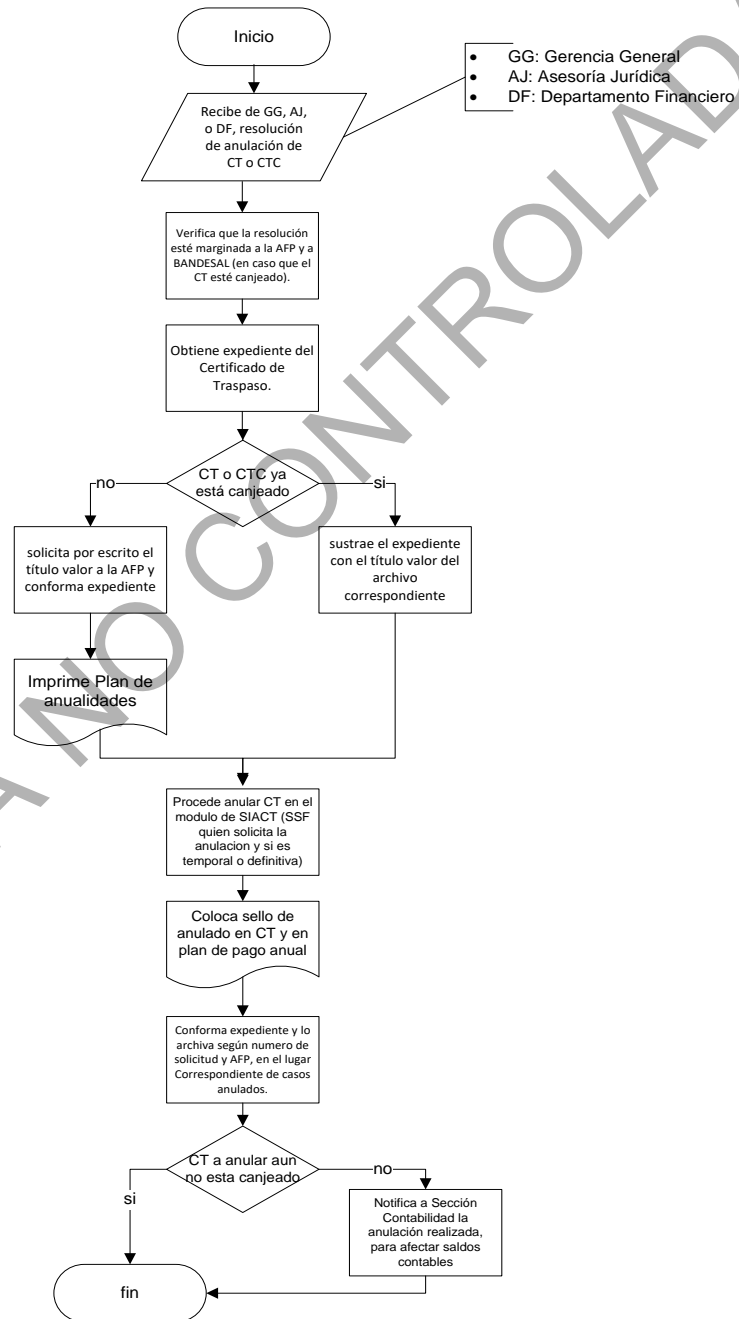 Inicio
• GG: Gerencia General
• AJ: Asesoría Jurídica
• DF: Departamento Financiero
Recibe de GG, AJ,
o DF, resolución
de anulación de
CT o CTC
Verifica que la resolución
esté marginada a la AFP y a
BANDESAL (en caso que el
CT esté canjeado).
Obtiene expediente del
Certificado de
Traspaso.
CT o CTC ya
está canjeado
no
si
solicita por escrito el
título valor a la AFP y
conforma expediente
sustrae el expediente
con el título valor del
archivo
correspondiente
Imprime Plan de
anualidades
Procede anular CT en el
modulo de SIACT (SSF
quien solicita la
anulacion y si es
temporal o definitiva)
Coloca sello de
anulado en CT y en
plan de pago anual
Conforma expediente y lo
archiva según numero de
solicitud y AFP, en el lugar
Correspondiente de casos
anulados.
CT a anular aun
no esta canjeado
si
no
Notifica a Sección
Contabilidad la
anulación realizada,
para afectar saldos
contables
fin
NO CONTROLAD